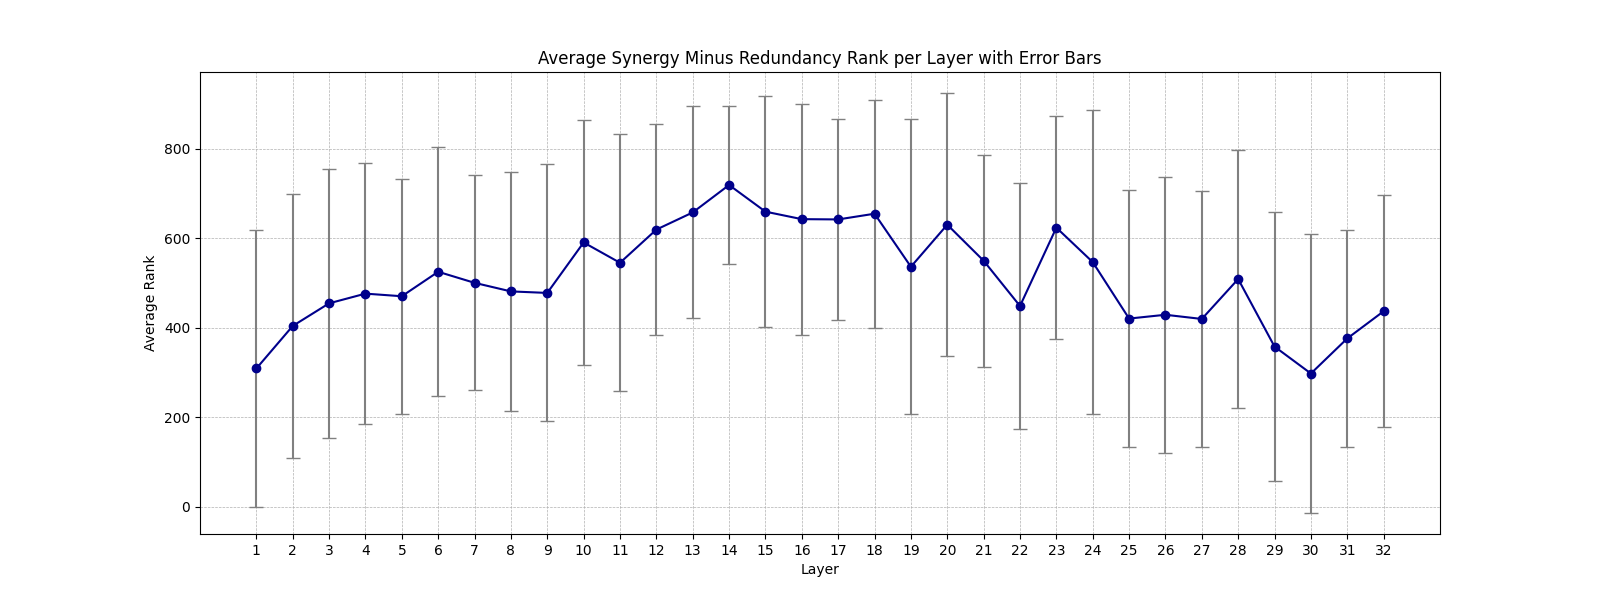 Average Synergy Minus Redundancy Rank per Layer with Error Bars
800
600
400
200
0
Average Rank
1 2 3 4 5 6 7 8 9 10 11 12 13 14 15 16 17 18 19 20 21 22 23 24 25 26 27 28 29 30 31 32
Layer